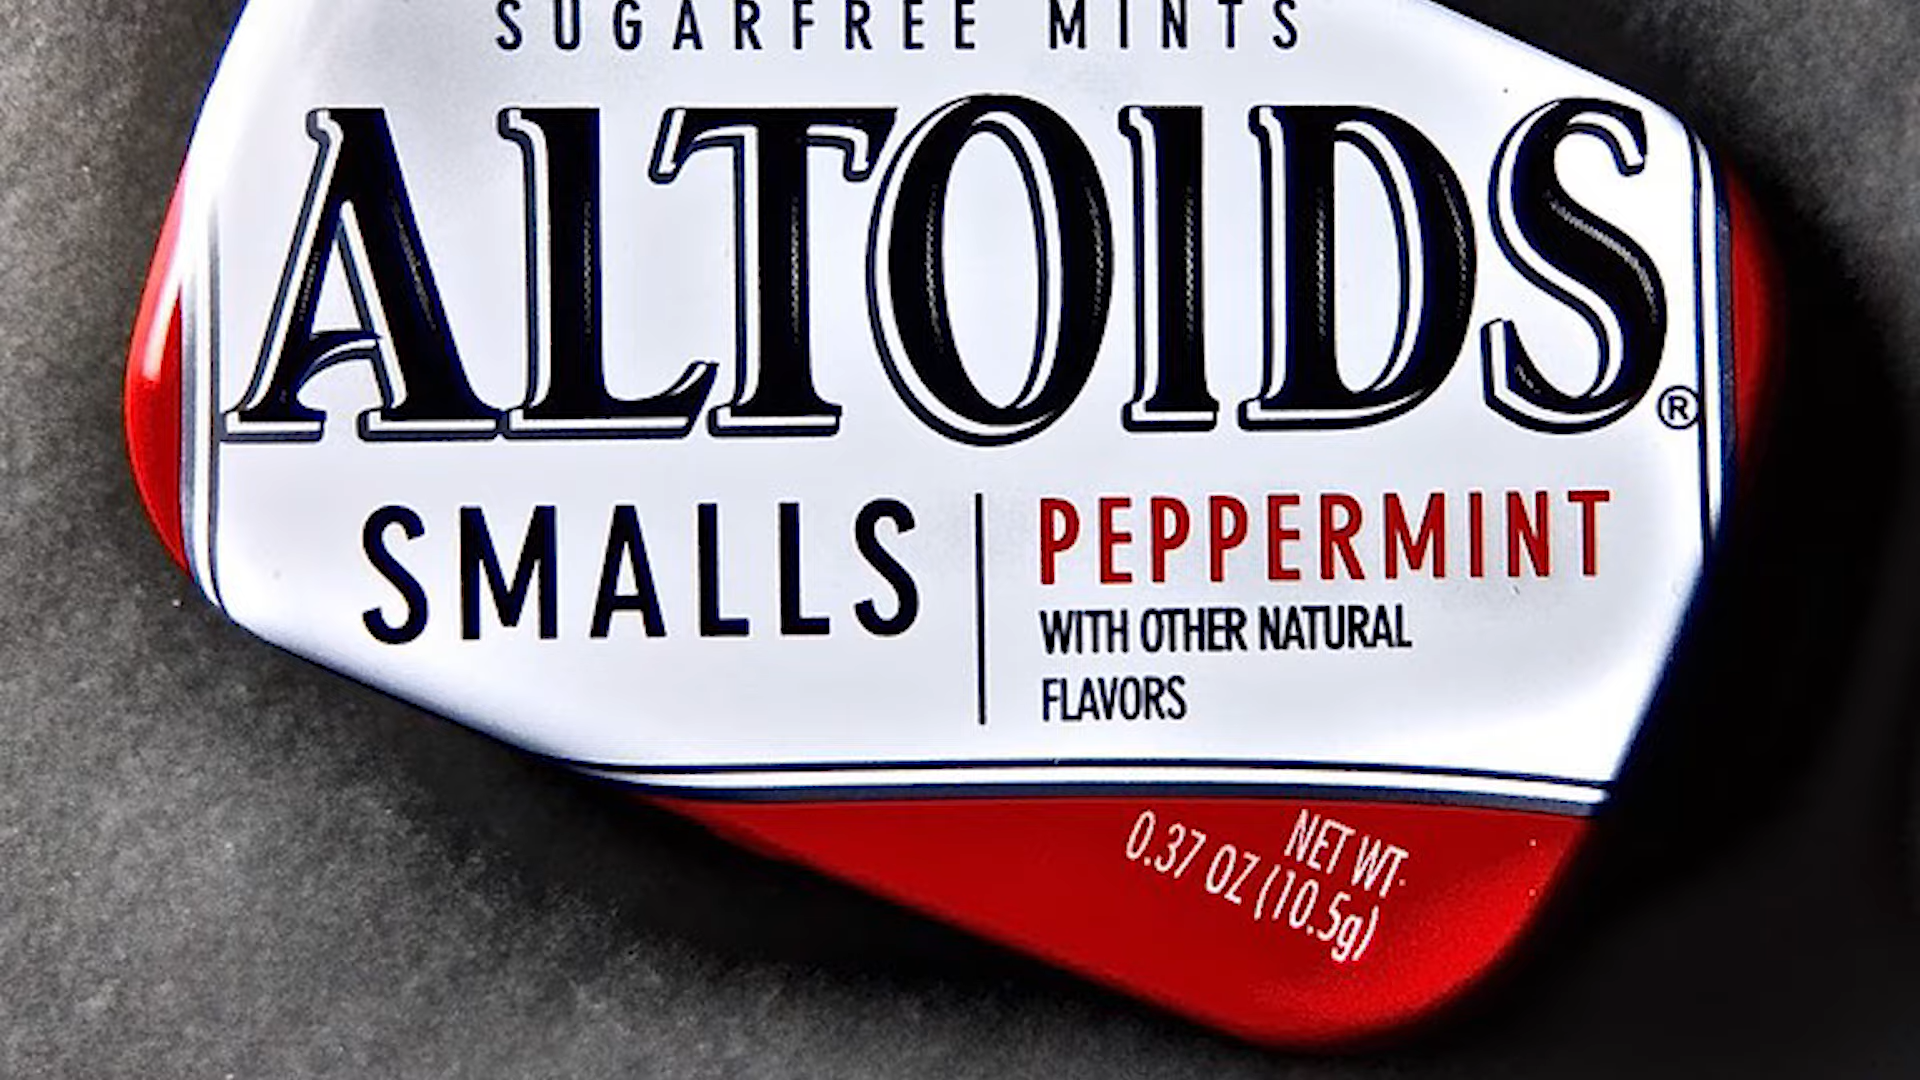 SUGARFREE MINTS
ALTOIDS®
SMALLS
PEPPERMINT
WITH OTHER NATURAL
FLAVORS
NET WT.
0.37 OZ (10.5g)